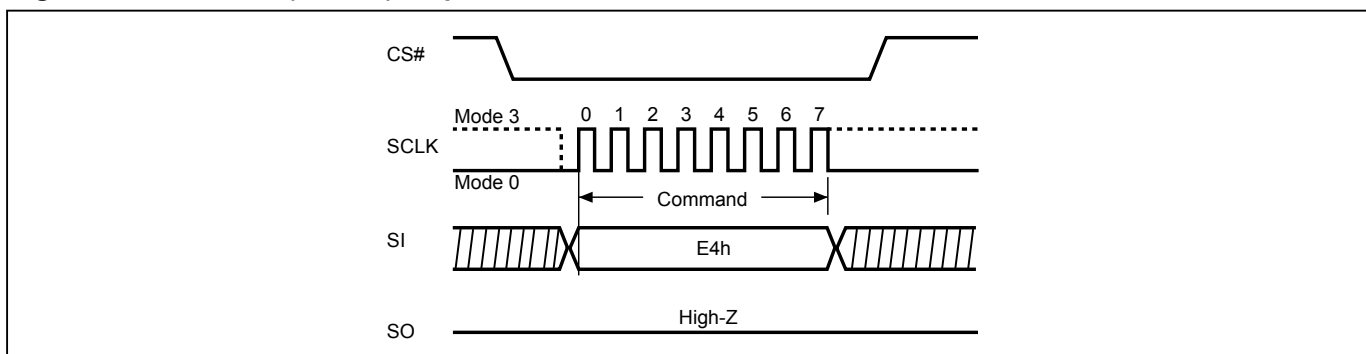 CS#
Mode 3
0 1 2 3 4 5 6 7
SCLK
Mode 0
Command
SI
E4h
High-Z
SO